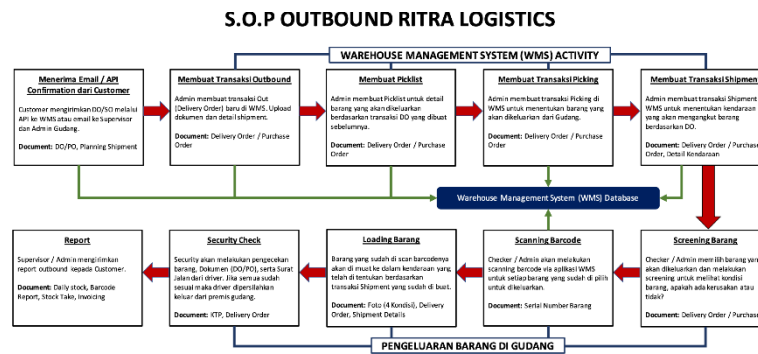 S.O.P OUTBOUND RITRA LOGISTICS
WAREHOUSE MANAGEMENT SYSTEM (WMS) ACTIVITY
Menerima Email / API
Confirmation dari Customer
Customer mengirimkan DO/SO melalui
API ke WMS atau email ke Supervisor
dan Admin Gudang.
Document: DO/PO, Planning Shipment
Membuat Transaksi Outbound
Admin membuat transaksi Out
(Delivery Order) baru di WMS. Upload
dokumen dan detail shipment.
Document: Delivery Order / Purchase
Order
Membuat Picklist
Admin membuat Picklist untuk detail
barang yang akan dikeluarkan
berdasarkan transaksi DO yang dibuat
sebelumnya.
Document: Delivery Order / Purchase
Order
Membuat Transaksi Picking
Admin membuat transaksi Picking di
WMS untuk menentukan barang yang
akan dikeluarkan dari Gudang.
Document: Delivery Order / Purchase
Order
Membuat Transaksi Shipmen
Admin membuat transaksi Shipment
WMS untuk menentukan kendaraan
yang akan mengangkut barang
berdasarkan DO.
Document: Delivery Order / Purchas
Order, Detail Kendaraan
Warehouse Management System (WMS) Database
Report
Supervisor / Admin mengirimkan
report outbound kepada Customer.
Document: Daily stock, Barcode
Report, Stock Take, Invoicing
Security Check
Security akan melakukan pengecekan
barang, Dokumen (DO/PO), serta Surat
Jalan dari driver. Jika semua sudah
sesuai maka driver dipersilahkan
keluar dari premis gudang.
Document: KTP, Delivery Order
Loading Barang
Barang yang sudah di scan barcodenya
akan di muat ke dalam kendaraan yang
telah di tentukan berdasarkan
transaksi Shipment yang sudah di buat.
Document: Foto (4 Kondisi), Delivery
Order, Shipment Details
Scanning Barcode
Checker / Admin akan melakukan
scanning barcode via aplikasi WMS
untuk setiap barang yang sudah di pilih
untuk dikeluarkan.
Document: Serial Number Barang
Screening Barang
Checker / Admin memilih barang yan
akan dikeluarkan dan melakukan
screening untuk melihat kondisi
barang, apakah ada kerusakan atau
tidak?
Document: Delivery Order / Purchas
PENGELUARAN BARANG DI GUDANG